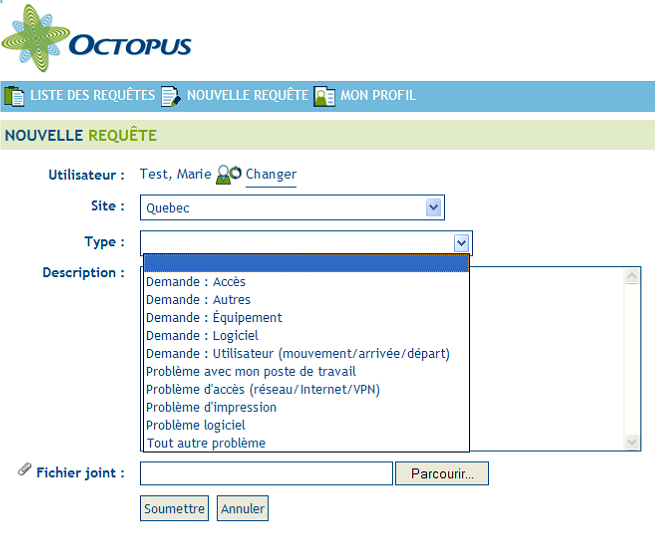 OCTOPUS
LISTE DES REQUÊTES NOUVELLE REQUÊTE MON PROFIL
NOUVELLE REQUÊTE
Utilisateur : Test, Marie Changer
Site : Quebec
Type :
Description :
Demande : Accès
Demande : Autres
Demande : Équipement
Demande : Logiciel
Demande : Utilisateur (mouvement/arrivée/départ)
Problème avec mon poste de travail
Problème d'accès (réseau/Internet/VPN)
Problème d'impression
Problème logiciel
Tout autre problème
Fichier joint : Parcourir...
Soumettre Annuler